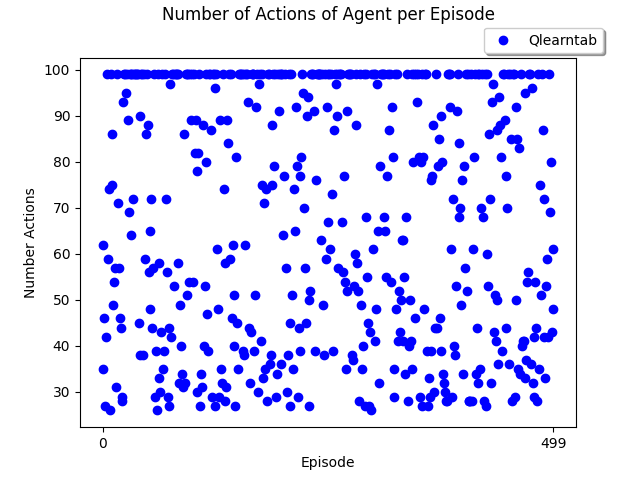 Number of Actions of Agent per Episode
Qlearntab
100
90
80
70
60
50
40
30
Number Actions
0
499
Episode